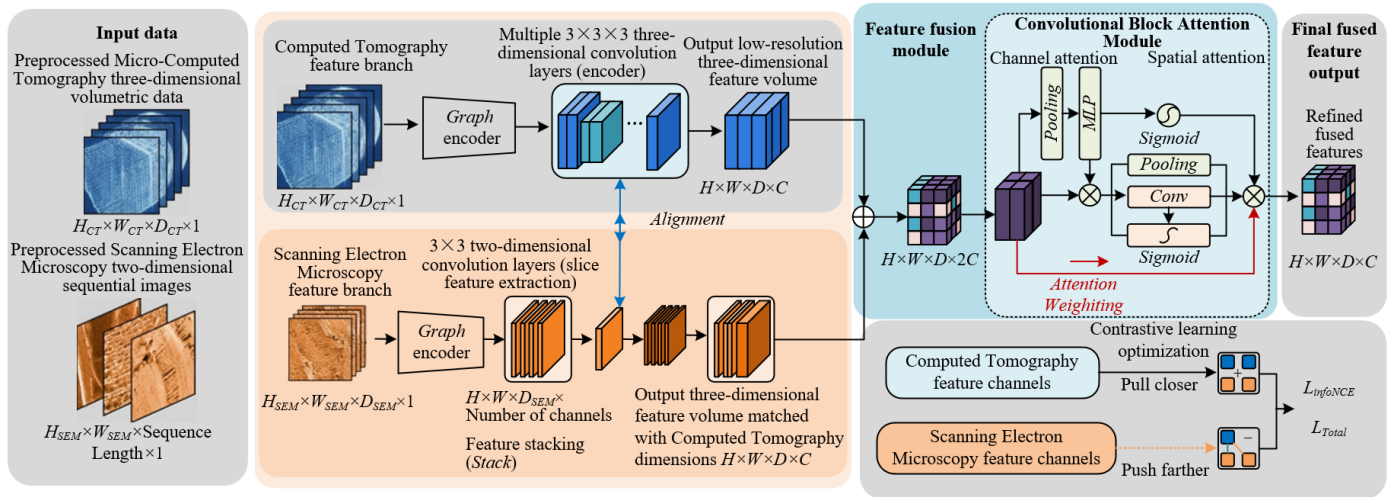 Input data
Preprocessed Micro-Computed
Tomography three-dimensional
volumetric data
H_CT×W_CT×D_CT×1
Preprocessed Scanning Electron
Microscopy two-dimensional
sequential images
H_SEM×W_SEM×Sequence
Length×1
Computed Tomography
feature branch
H_CT×W_CT×D_CT×1
Graph
encoder
Multiple 3×3×3 three-
dimensional convolution
layers (encoder)
...
Output low-resolution
three-dimensional
feature volume
H×W×D×C
Alignment
Scanning Electron
Microscopy
feature branch
H_SEM×W_SEM×D_SEM×1
Graph
encoder
3×3 two-dimensional
convolution layers (slice
feature extraction)
H×W×D_SEM×
Number of channels
Feature stacking
(Stack)
Output three-dimensional
feature volume matched
with Computed Tomography
dimensions H×W×D×C
Feature fusion
module
H×W×D×2C
Convolutional Block Attention
Module
Channel attention
Spatial attention
Pooling
MLP
Sigmoid
Pooling
Conv
Sigmoid
Attention
Weighiting
Final fused
feature
output
Refined
fused
features
H×W×D×C
Computed Tomography
feature channels
Contrastive learning
optimization
Pull closer
+
Scanning Electron
Microscopy feature channels
Push farther
−
L_infoNCE
L_Total